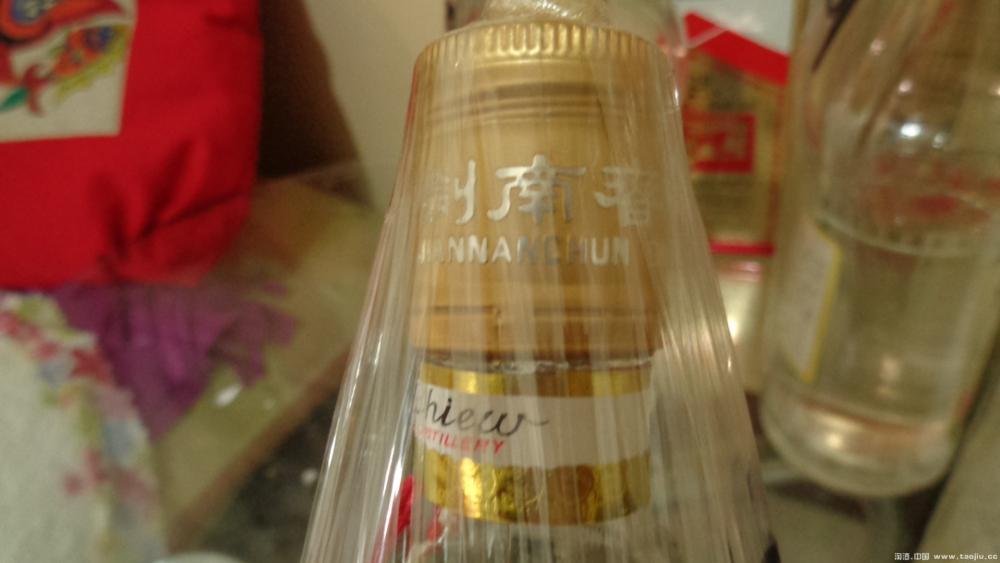 剑南春
JIANNANCHUN
Chiew
DISTILLERY
淘酒.中国 www.taojiu.cc